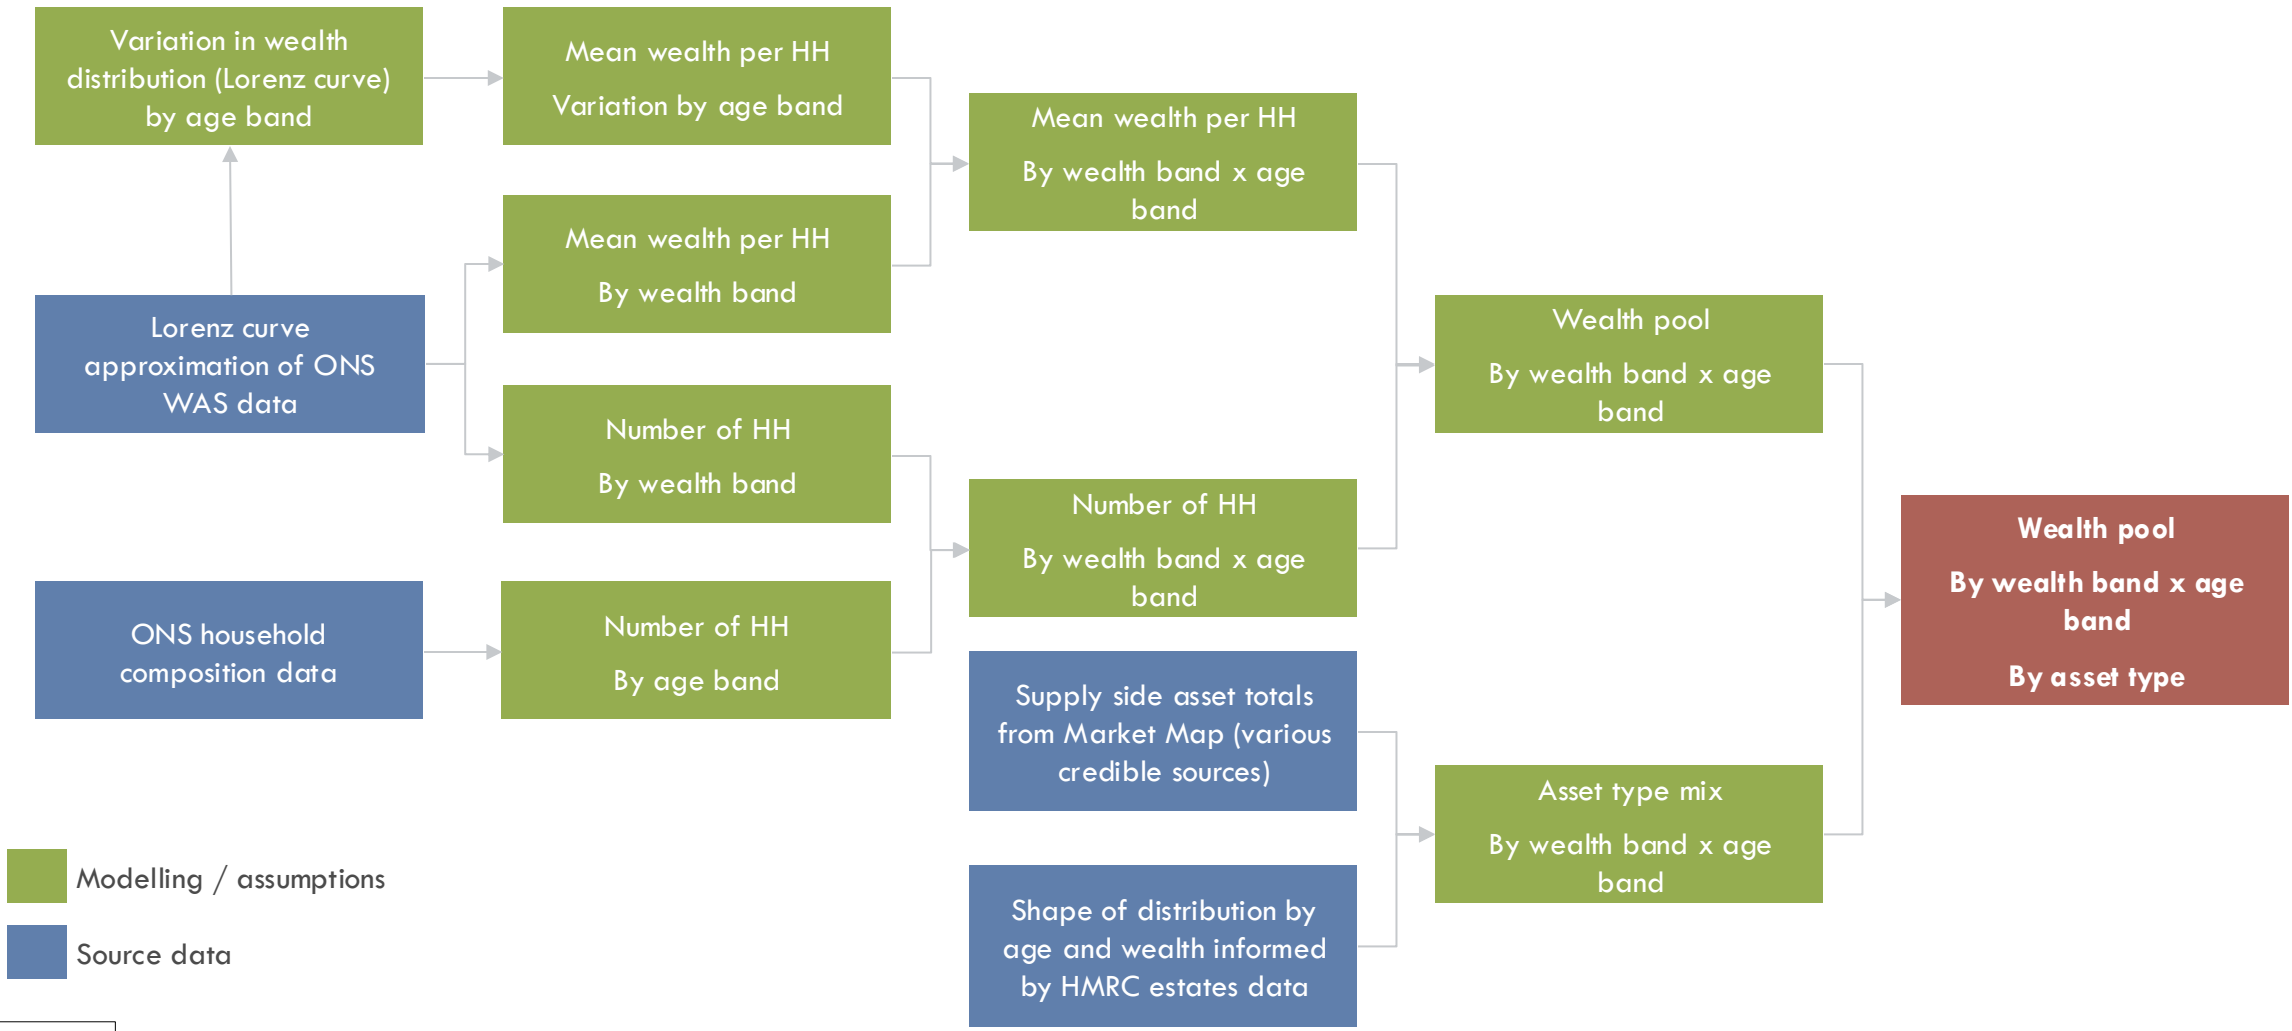 Variation in wealth
distribution (Lorenz curve)
by age band
Mean wealth per HH
Variation by age band
Mean wealth per HH
By wealth band x age
band
Mean wealth per HH
By wealth band
Lorenz curve
approximation of ONS
WAS data
Wealth pool
By wealth band x age
band
Number of HH
By wealth band
Number of HH
By wealth band x age
band
Wealth pool
By wealth band x age
band
By asset type
ONS household
composition data
Number of HH
By age band
Supply side asset totals
from Market Map (various
credible sources)
Asset type mix
By wealth band x age
band
Shape of distribution by
age and wealth informed
by HMRC estates data
Modelling / assumptions
Source data